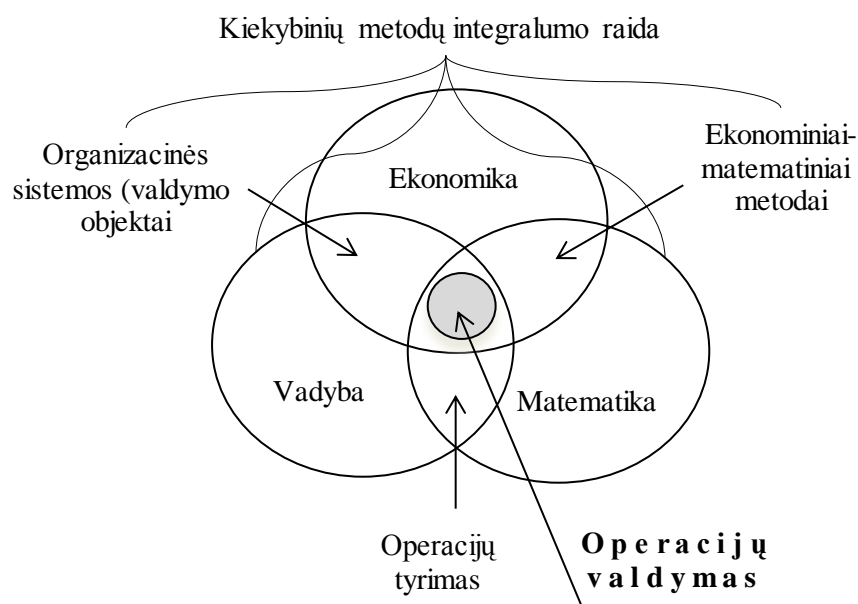 Kiekybinių metodų integralumo raida
Organizacinės
sistemos (valdymo
objektai
Ekonominiai-
matematiniai
metodai
Ekonomika
Vadyba
Matematika
Operacijų
tyrimas
Operacijų
valdymas